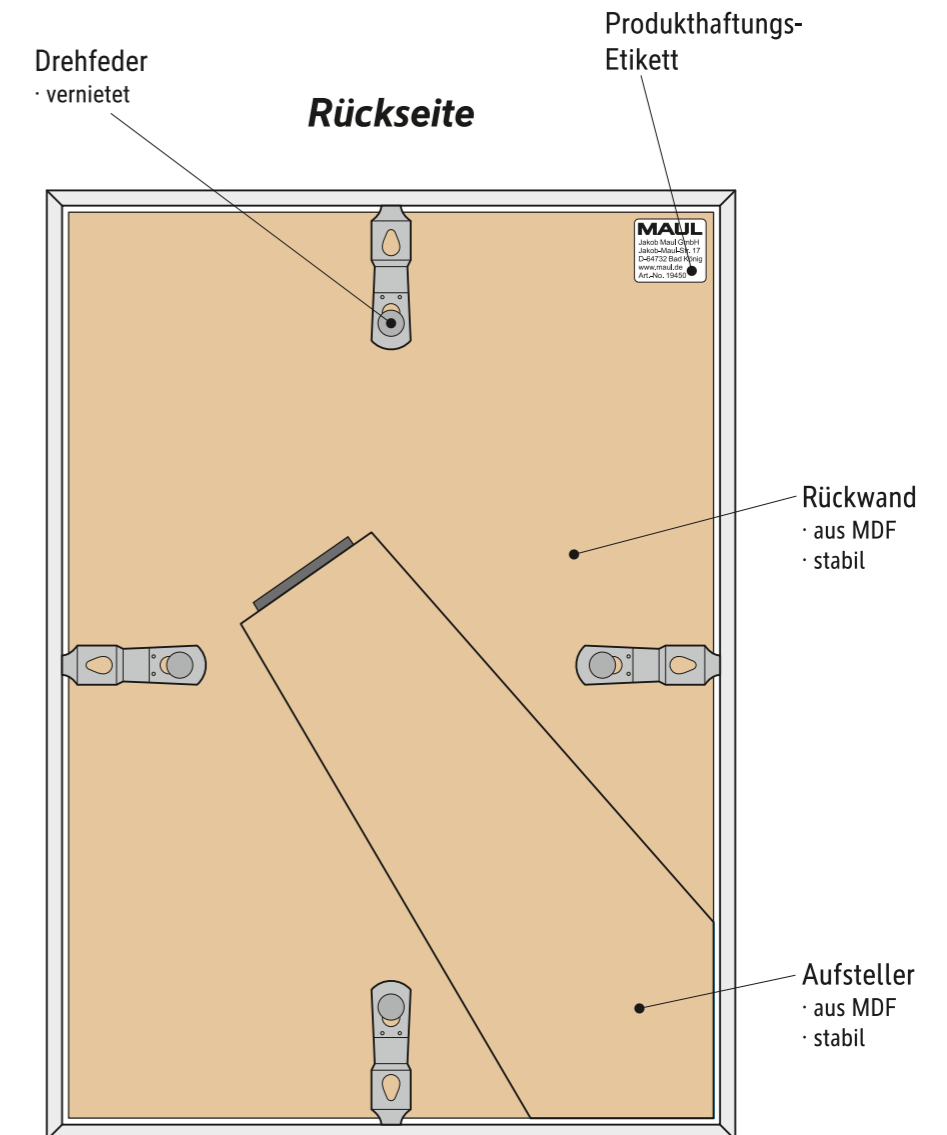 Produkthaftungs-
Etikett
Drehfeder
· vernietet
Rückseite
MAUL
Jakob Maul GmbH
Jakob-Maul-Str. 17
D-64732 Bad König
www.maul.de
Art.-No. 19450
Rückwand
· aus MDF
· stabil
Aufsteller
· aus MDF
· stabil